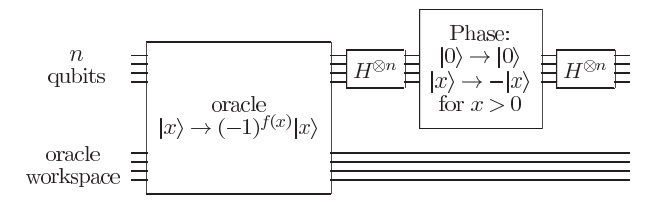 n
qubits
oracle
|x⟩ → (-1)^{f(x)}|x⟩
H^{⊗n}
Phase:
|0⟩ → |0⟩
|x⟩ → -|x⟩
for x > 0
H^{⊗n}
oracle
workspace